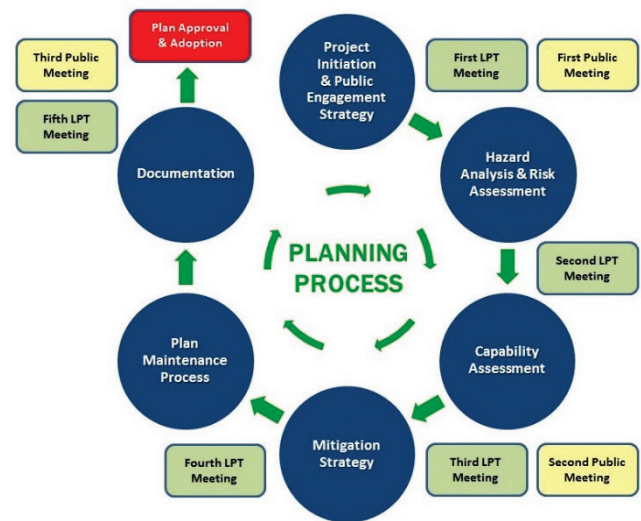 Plan Approval
& Adoption
Third Public
Meeting
Fifth LPT
Meeting
Project
Initiation
& Public
Engagement
Strategy
First LPT
Meeting
First Public
Meeting
Documentation
Hazard
Analysis & Risk
Assessment
PLANNING
PROCESS
Second LPT
Meeting
Plan
Maintenance
Process
Capability
Assessment
Mitigation
Strategy
Fourth LPT
Meeting
Third LPT
Meeting
Second Public
Meeting